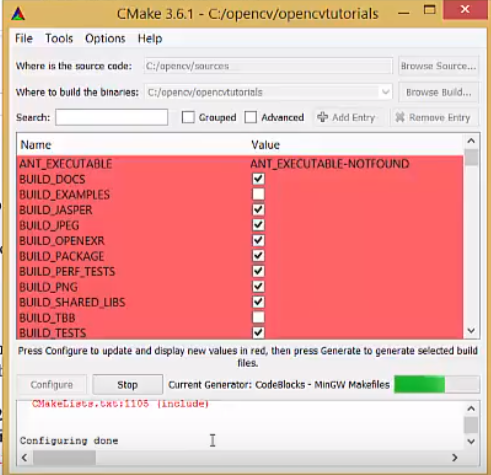 CMake 3.6.1 - C:/opencv/opencvtutorials
File Tools Options Help
Where is the source code: C:/opencv/sources Browse Source...
Where to build the binaries: C:/opencv/opencvtutorials Browse Build...
Search: Grouped Advanced Add Entry Remove Entry
Name Value
ANT_EXECUTABLE ANT_EXECUTABLE-NOTFOUND
BUILD_DOCS
BUILD_EXAMPLES
BUILD_JASPER
BUILD_JPEG
BUILD_OPENEXR
BUILD_PACKAGE
BUILD_PERF_TESTS
BUILD_PNG
BUILD_SHARED_LIBS
BUILD_TBB
BUILD_TESTS
Press Configure to update and display new values in red, then press Generate to generate selected build
files.
Configure Stop Current Generator: CodeBlocks - MinGW Makefiles
CMakeLists.txt:1105 (include)
Configuring done